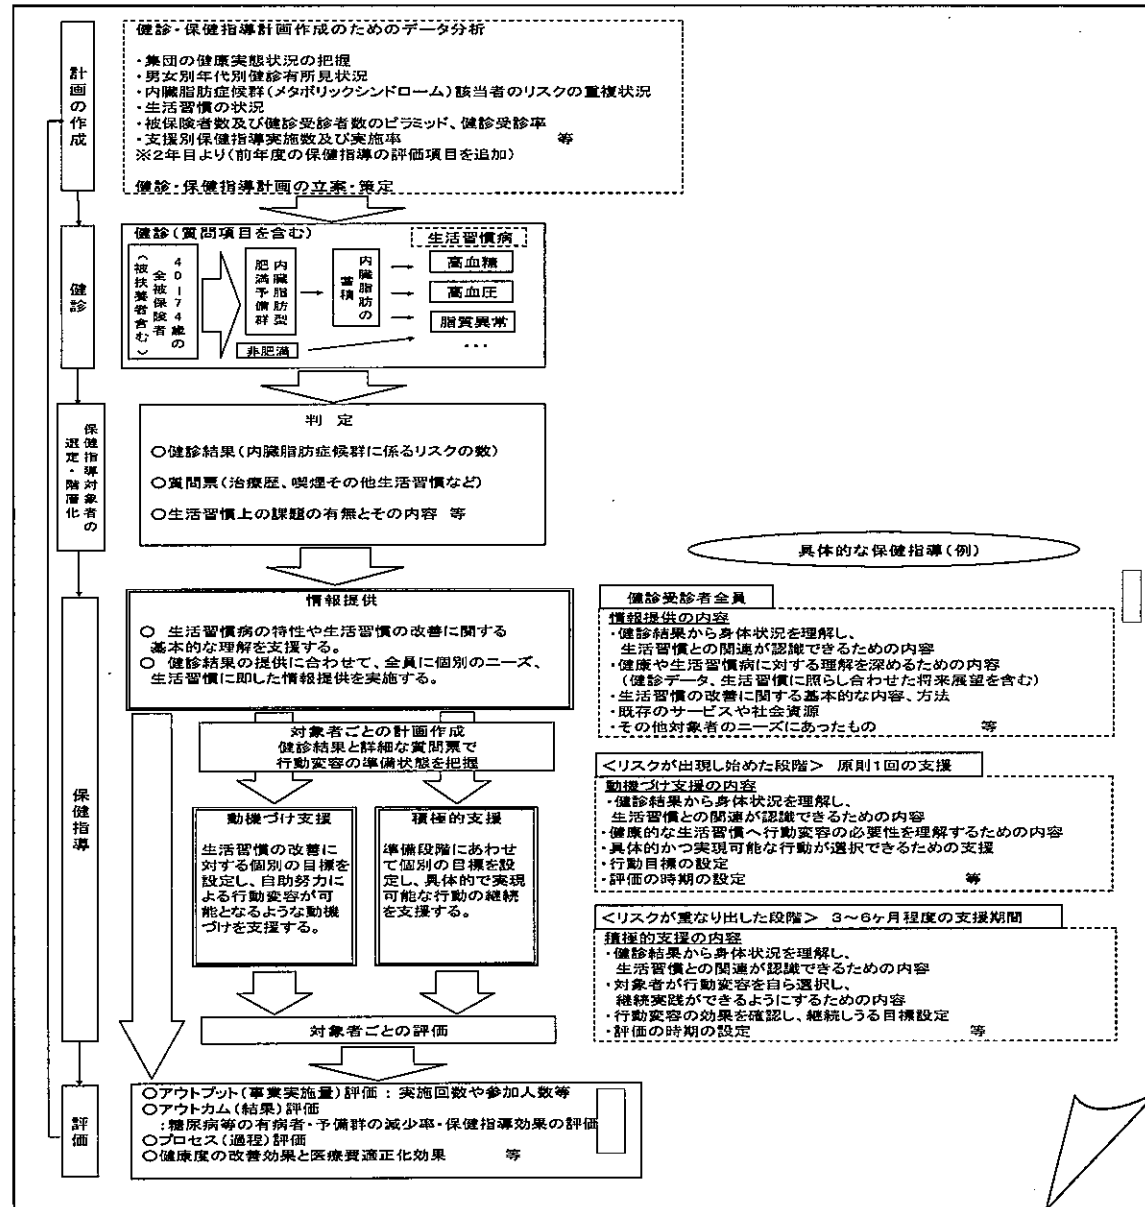 計画の作成
健診・保健指導計画作成のためのデータ分析
・集団の健康実態状況の把握
・男女別年代別健診有所見状況
・内臓脂肪症候群(メタボリックシンドローム)該当者のリスクの重複状況
・生活習慣の状況
・被保険者数及び健診受診者数のピラミッド、健診受診率
・支援別保健指導実施数及び実施率 等
※2年目より(前年度の保健指導の評価項目を追加)
健診・保健指導計画の立案・策定
健診
健診(質問項目を含む)
生活習慣病
40-74歳の
全被保険者
(被扶養者含む)
内臓脂肪型
肥満予備群
内臓脂肪の
蓄積
高血糖
高血圧
脂質異常
・・・
非肥満
保健指導対象者の
選定・階層化
判 定
○健診結果(内臓脂肪症候群に係るリスクの数)
○質問票(治療歴、喫煙その他生活習慣など)
○生活習慣上の課題の有無とその内容 等
保健指導
情報提供
○ 生活習慣病の特性や生活習慣の改善に関する
基本的な理解を支援する。
○ 健診結果の提供に合わせて、全員に個別のニーズ、
生活習慣に即した情報提供を実施する。
対象者ごとの計画作成
健診結果と詳細な質問票で
行動変容の準備状態を把握
動機づけ支援
生活習慣の改善
に対する個別の目標を
設定し、自助努力に
よる行動変容が可
能となるような動機
づけを支援する。
積極的支援
準備段階にあわせ
て個別の目標を設
定し、具体的で実現
可能な行動の継続
を支援する。
対象者ごとの評価
具体的な保健指導(例)
健診受診者全員
情報提供の内容
・健診結果から身体状況を理解し、
生活習慣との関連が認識できるための内容
・健康や生活習慣病に対する理解を深めるための内容
(健診データ、生活習慣に照らし合わせた将来展望を含む)
・生活習慣の改善に関する基本的な内容、方法
・既存のサービスや社会資源
・その他対象者のニーズにあったもの 等
<リスクが出現し始めた段階> 原則1回の支援
動機づけ支援の内容
・健診結果から身体状況を理解し、
生活習慣との関連が認識できるための内容
・健康的な生活習慣へ行動変容の必要性を理解するための内容
・具体的かつ実現可能な行動が選択できるための支援
・行動目標の設定
・評価の時期の設定 等
<リスクが重なり出した段階> 3~6ヶ月程度の支援期間
積極的支援の内容
・健診結果から身体状況を理解し、
生活習慣との関連が認識できるための内容
・対象者が行動変容を自ら選択し、
継続実践ができるようにするための内容
・行動変容の効果を確認し、継続しうる目標設定
・評価の時期の設定 等
評価
○アウトプット(事業実施量)評価 : 実施回数や参加人数等
○アウトカム(結果)評価
:糖尿病等の有病者・予備群の減少率・保健指導効果の評価
○プロセス(過程)評価
○健康度の改善効果と医療費適正化効果 等